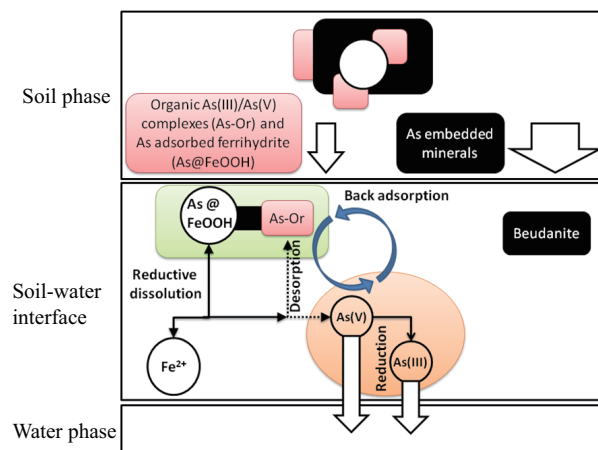 Soil phase
Organic As(III)/As(V)
complexes (As-Or) and
As adsorbed ferrihydrite
(As@FeOOH)
As embedded
minerals
Soil-water
interface
As @
FeOOH
As-Or
Back adsorption
Beudanite
Reductive
dissolution
Desorption
Fe²⁺
As(V)
Reduction
As(III)
Water phase